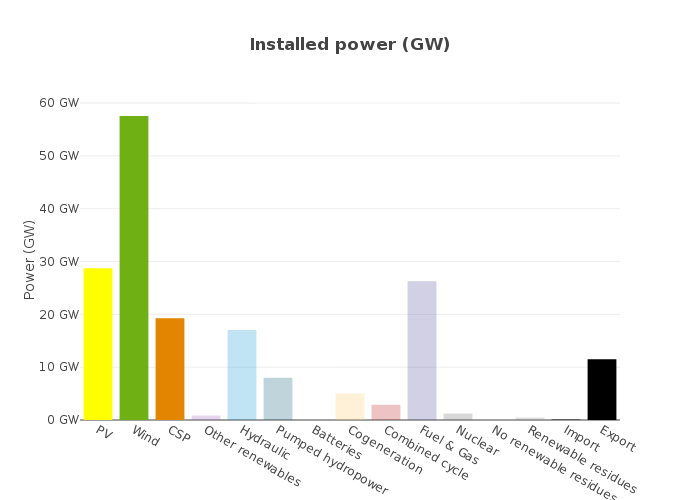 Installed power (GW)
Power (GW)
60 GW
50 GW
40 GW
30 GW
20 GW
10 GW
0 GW
PV
Wind
CSP
Other renewables
Hydraulic
Pumped hydropower
Batteries
Cogeneration
Combined cycle
Fuel & Gas
Nuclear
No renewable residues
Renewable residues
Import
Export